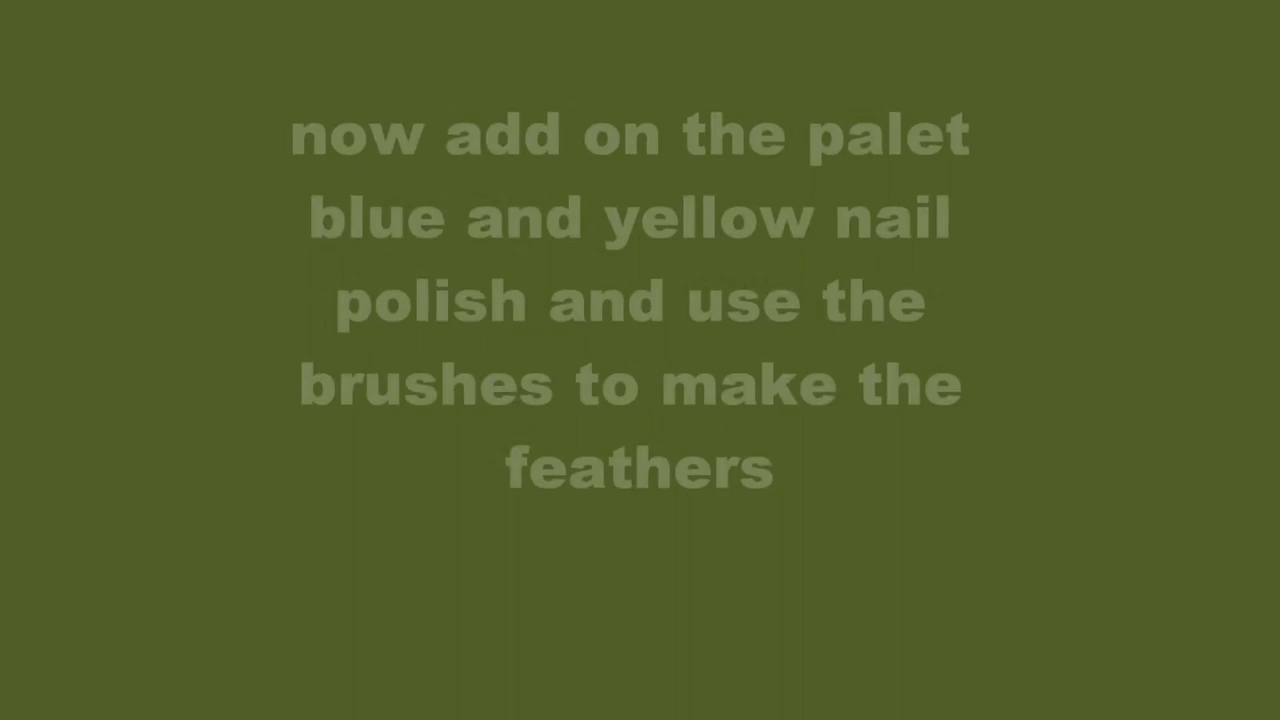 now add on the palet
blue and yellow nail
polish and use the
brushes to make the
feathers